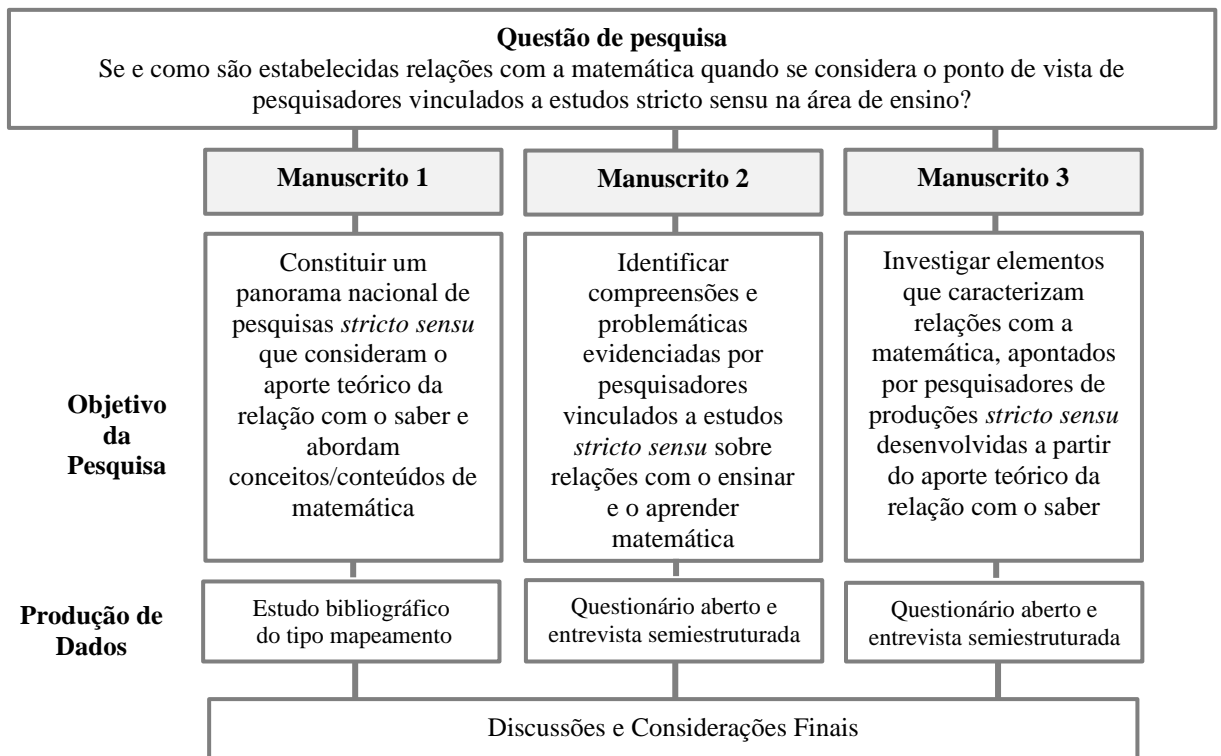 Questão de pesquisa
Se e como são estabelecidas relações com a matemática quando se considera o ponto de vista de
pesquisadores vinculados a estudos stricto sensu na área de ensino?
Manuscrito 1
Manuscrito 2
Manuscrito 3
Objetivo
da
Pesquisa
Constituir um
panorama nacional de
pesquisas stricto sensu
que consideram o
aporte teórico da
relação com o saber e
abordam
conceitos/conteúdos de
matemática
Identificar
compreensões e
problemáticas
evidenciadas por
pesquisadores
vinculados a estudos
stricto sensu sobre
relações com o ensinar
e o aprender
matemática
Investigar elementos
que caracterizam
relações com a
matemática, apontados
por pesquisadores de
produções stricto sensu
desenvolvidas a partir
do aporte teórico da
relação com o saber
Produção de
Dados
Estudo bibliográfico
do tipo mapeamento
Questionário aberto e
entrevista semiestruturada
Questionário aberto e
entrevista semiestruturada
Discussões e Considerações Finais